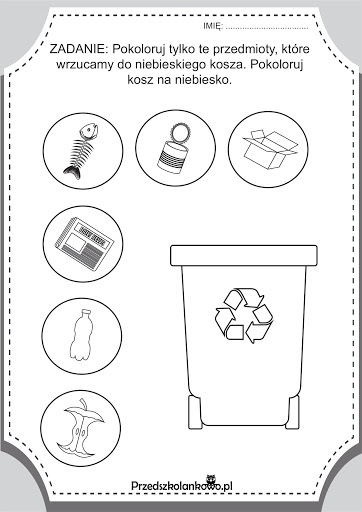 IMIĘ: ...................................
ZADANIE: Pokoloruj tylko te przedmioty, które
wrzucamy do niebieskiego kosza. Pokoloruj
kosz na niebiesko.
Przedszkolankowo.pl